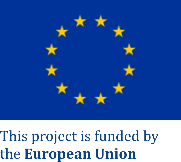 This project is funded by
the European Union